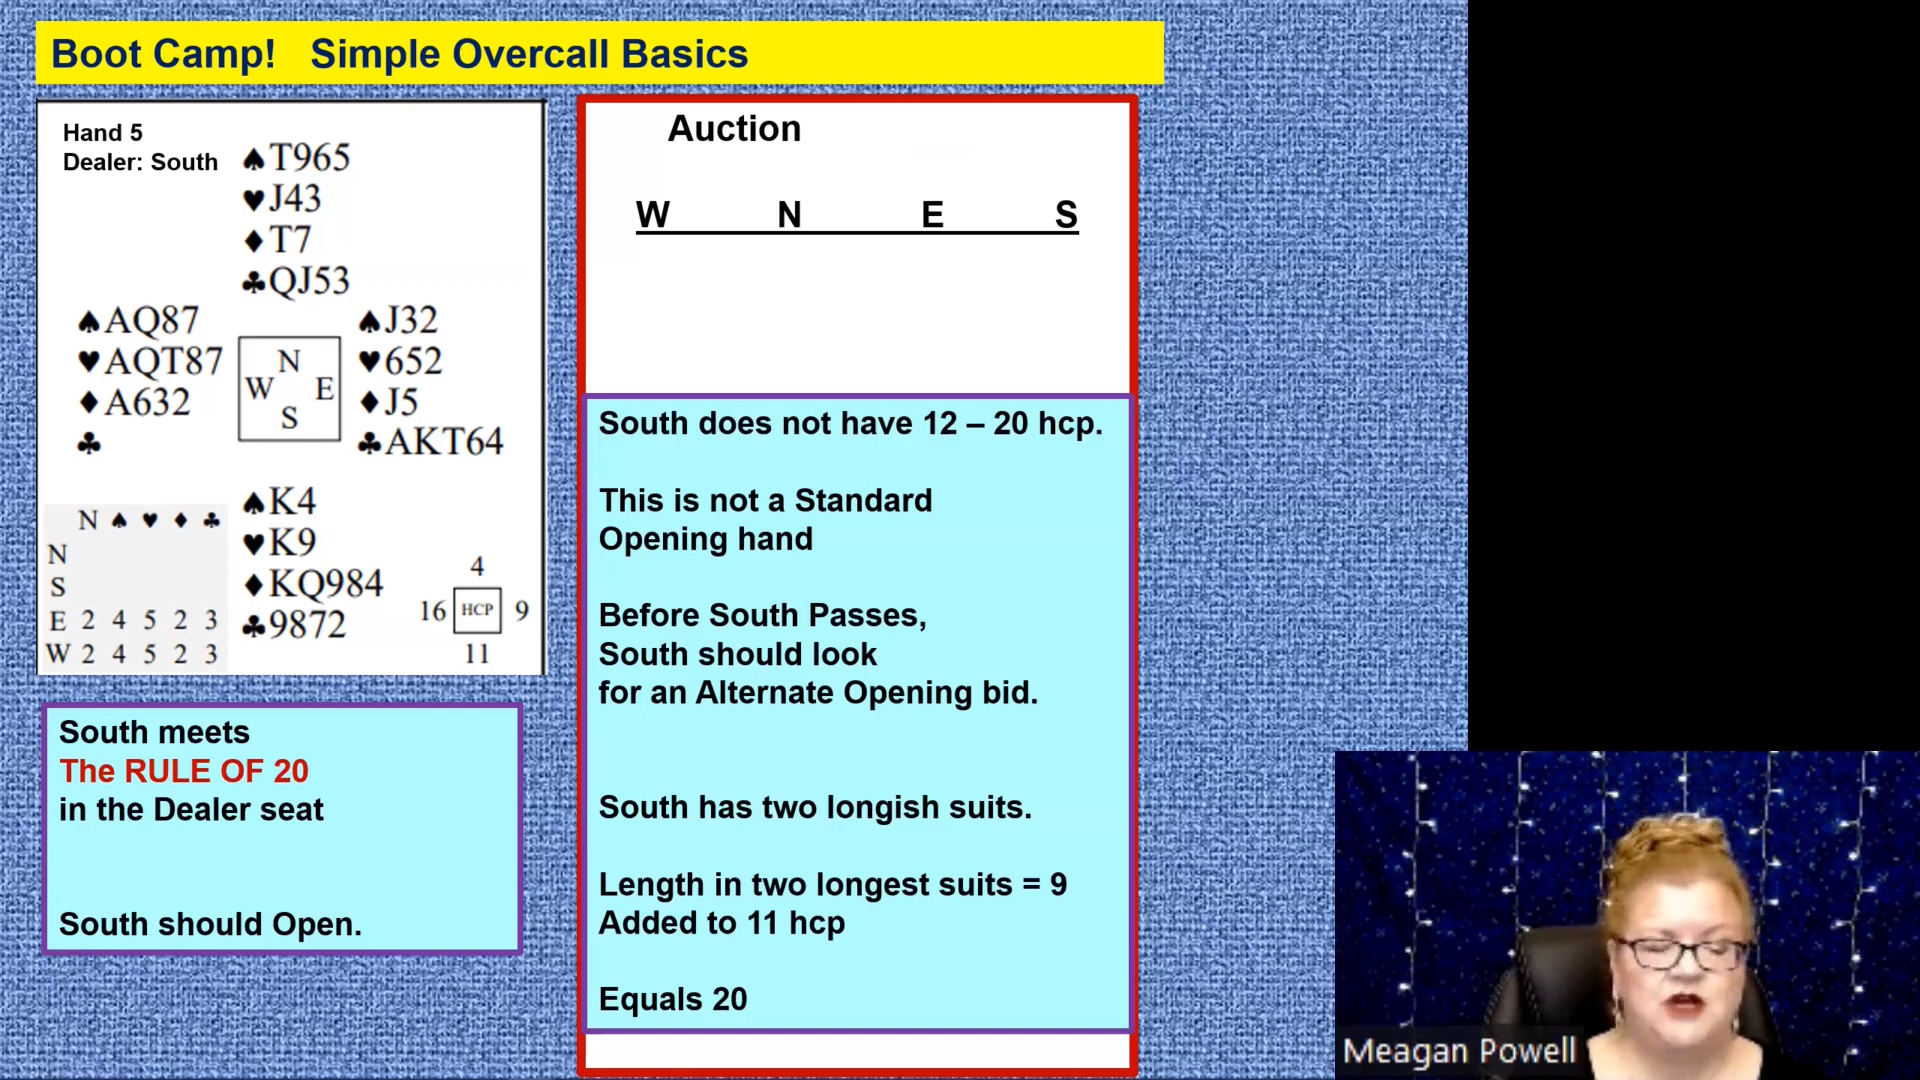 Boot Camp! Simple Overcall Basics
Hand 5
Dealer: South
♠T965
♥J43
♦T7
♣QJ53
♠AQ87
♥AQT87
♦A632
♣
N
W E
S
♠J32
♥652
♦J5
♣AKT64
♠K4
♥K9
♦KQ984
♣9872
N ♠ ♥ ♦ ♣
N
S
E 2 4 5 2 3
W 2 4 5 2 3
4
16 HCP 9
11
South meets
The RULE OF 20
in the Dealer seat
South should Open.
Auction
W N E S
South does not have 12 – 20 hcp.
This is not a Standard
Opening hand
Before South Passes,
South should look
for an Alternate Opening bid.
South has two longish suits.
Length in two longest suits = 9
Added to 11 hcp
Equals 20
Meagan Powell